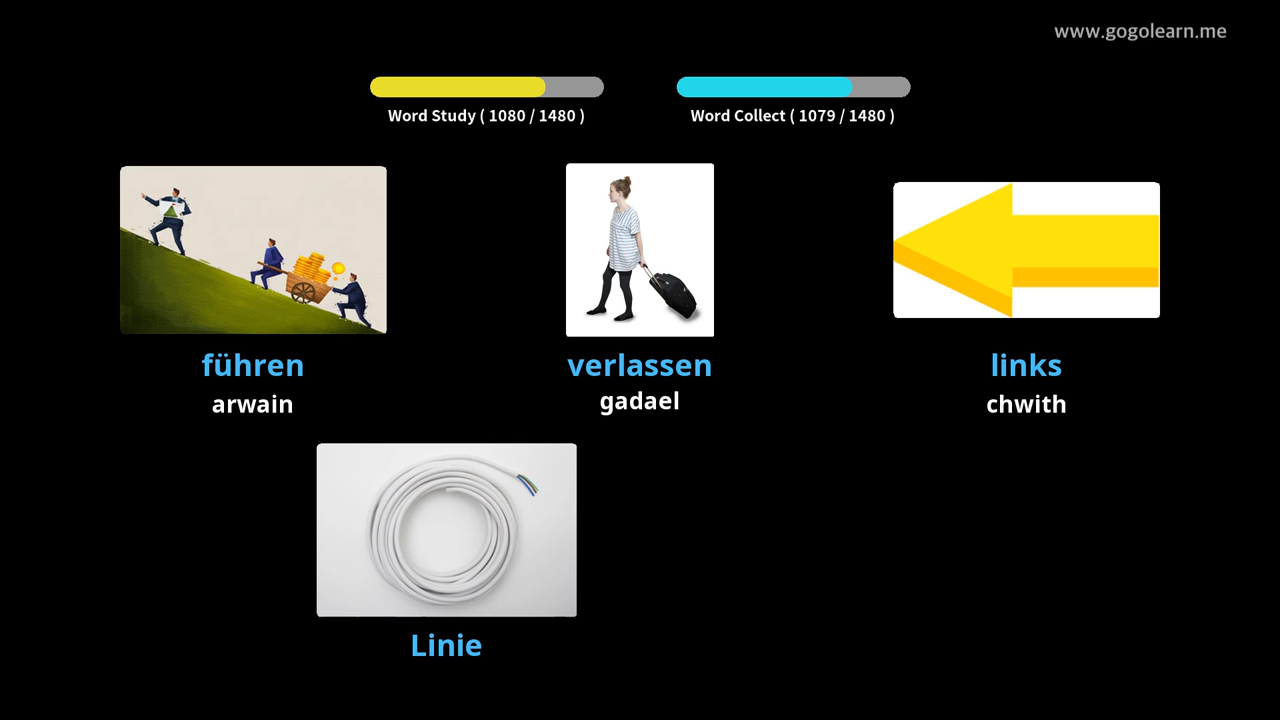 www.gogolearn.me
Word Study ( 1080 / 1480 )
Word Collect ( 1079 / 1480 )
führen
arwain
verlassen
gadael
links
chwith
Linie